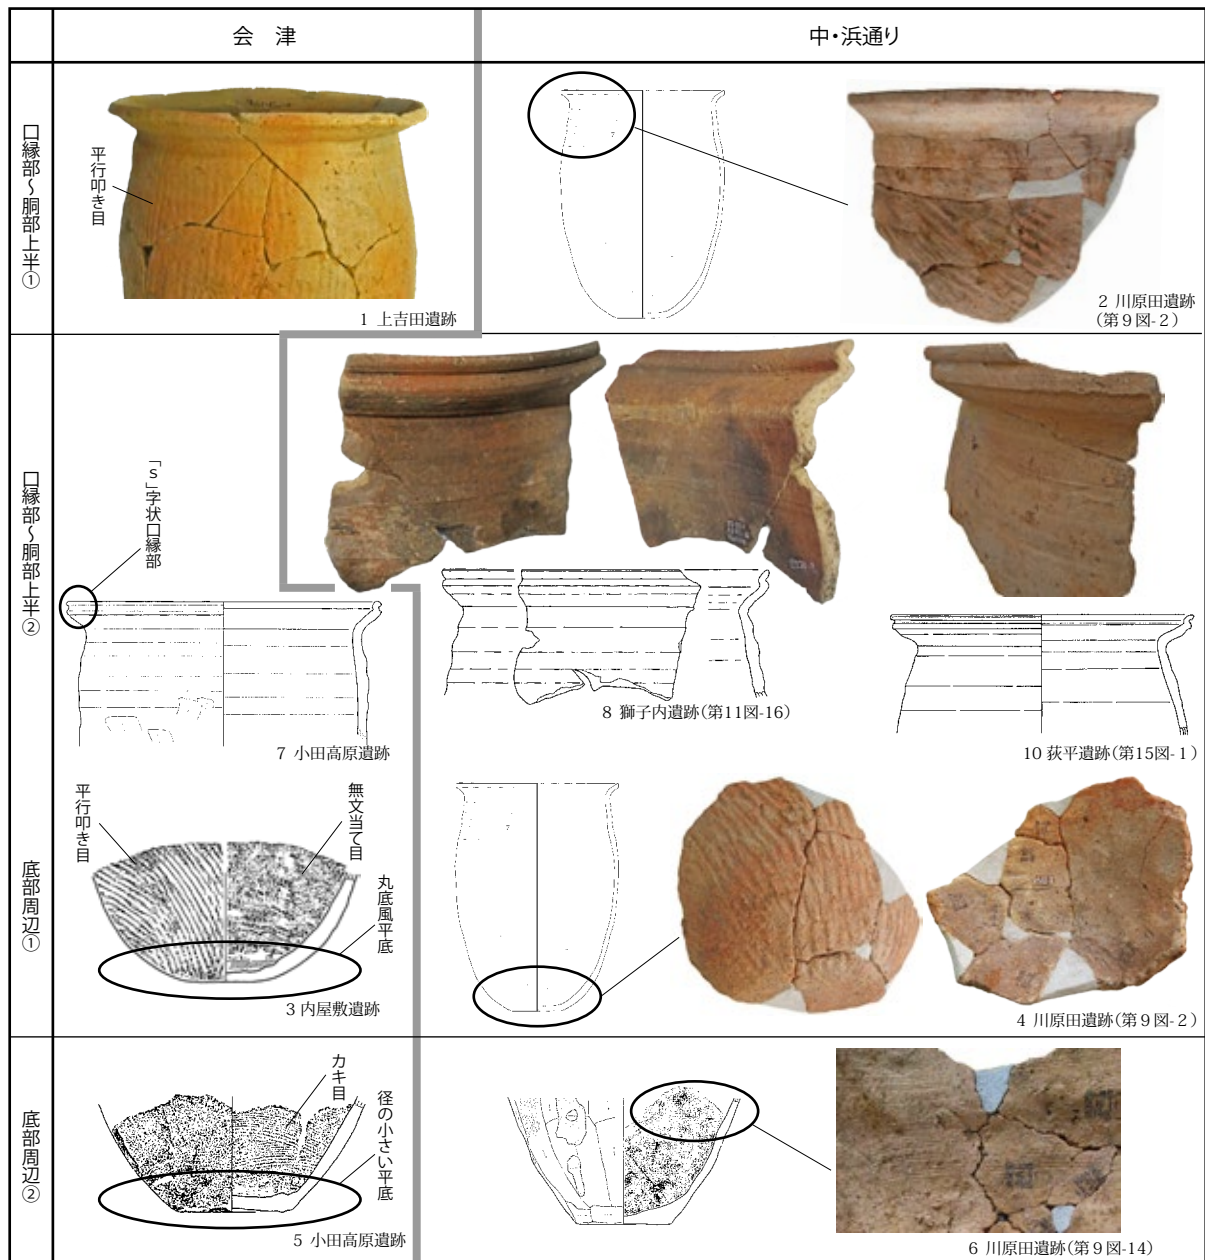 会 津
中・浜通り
口縁部～胴部上半①
平行叩き目
1 上吉田遺跡
2 川原田遺跡
(第９図-２)
口縁部～胴部上半②
「s」字状口縁部
7 小田高原遺跡
8 獅子内遺跡(第11図-16)
10 荻平遺跡(第15図-１)
底部周辺①
平行叩き目
無文当て目
丸底風平底
3 内屋敷遺跡
4 川原田遺跡(第９図-２)
底部周辺②
カキ目
径の小さい平底
5 小田高原遺跡
6 川原田遺跡(第９図-14)